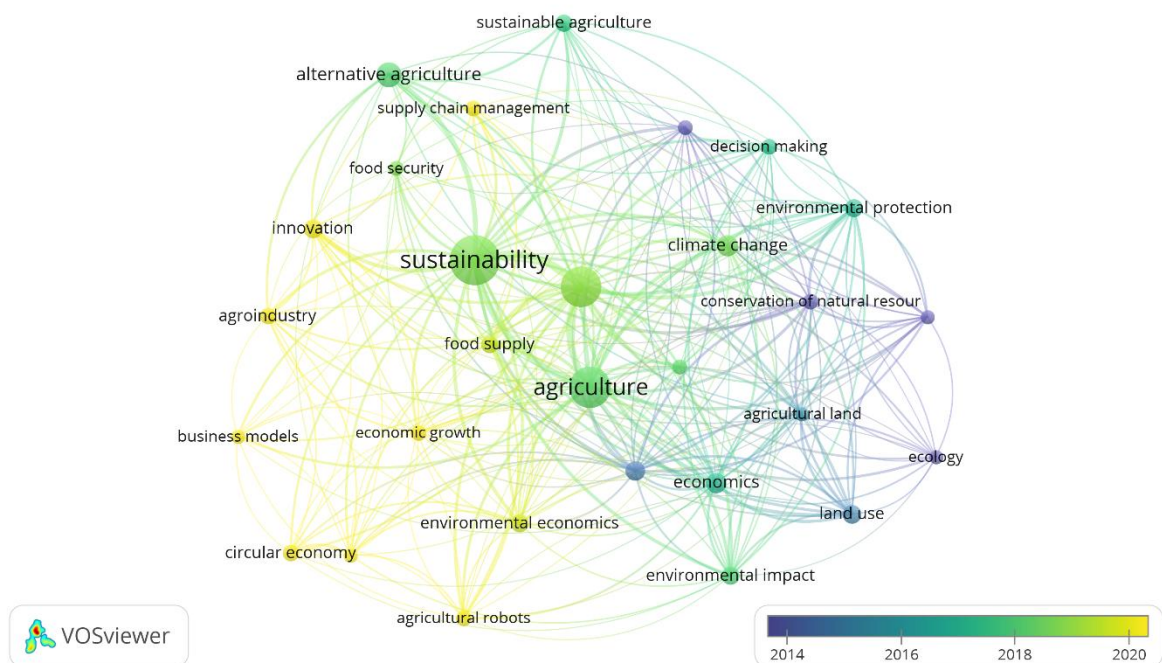 sustainable agriculture
alternative agriculture
supply chain management
decision making
food security
environmental protection
innovation
climate change
sustainability
conservation of natural resour
agroindustry
food supply
agriculture
agricultural land
business models
economic growth
ecology
economics
land use
environmental economics
circular economy
environmental impact
agricultural robots
VOSviewer
2014 2016 2018 2020